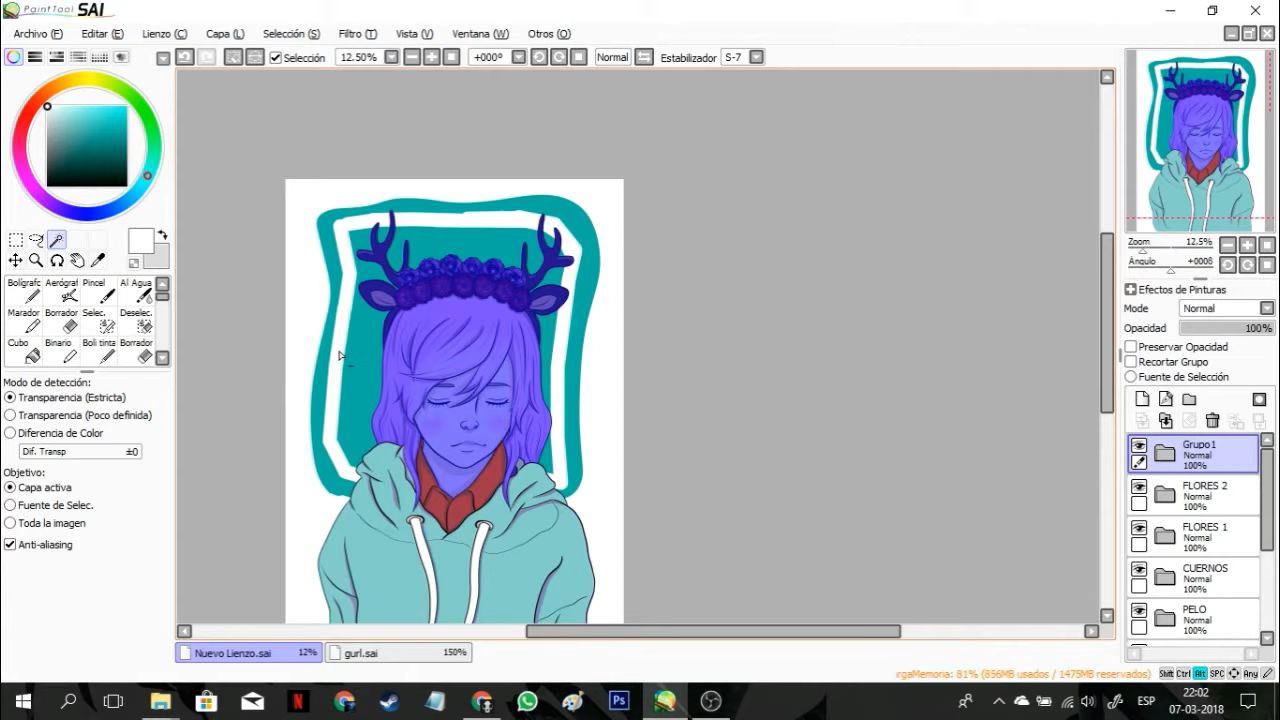 PaintTool SAI
Archivo (F) Editar (E) Lienzo (C) Capa (L) Selección (S) Filtro (T) Vista (V) Ventana (W) Otros (O)
Selección 12.50% +000º Normal Estabilizador S-7
Zoom 12.5%
Ángulo +000ß
Efectos de Pinturas
Modo Normal
Opacidad 100%
Preservar Opacidad
Recortar Grupo
Fuente de Selección
Bolígrafo Aerógrafo Pincel Al Agua
Marador Borrador Selec. Deselec.
Cubo Binario Boli tinta Borrador
Modo de detección:
Transparencia (Estricta)
Transparencia (Poco definida)
Diferencia de Color
Dif. Transp ±0
Objetivo:
Capa activa
Fuente de Selec.
Toda la imagen
Anti-aliasing
Grupo1
Normal
100%
FLORES 2
Normal
100%
FLORES 1
Normal
100%
CUERNOS
Normal
100%
PELO
Normal
Nuevo Lienzo.sai 12% gurl.sai 150%
rgaMemoria: 81% (856MB usados / 1475MB reservados) Shift Ctrl Alt SPC Any
N Ps ESP 22:02
07-03-2018